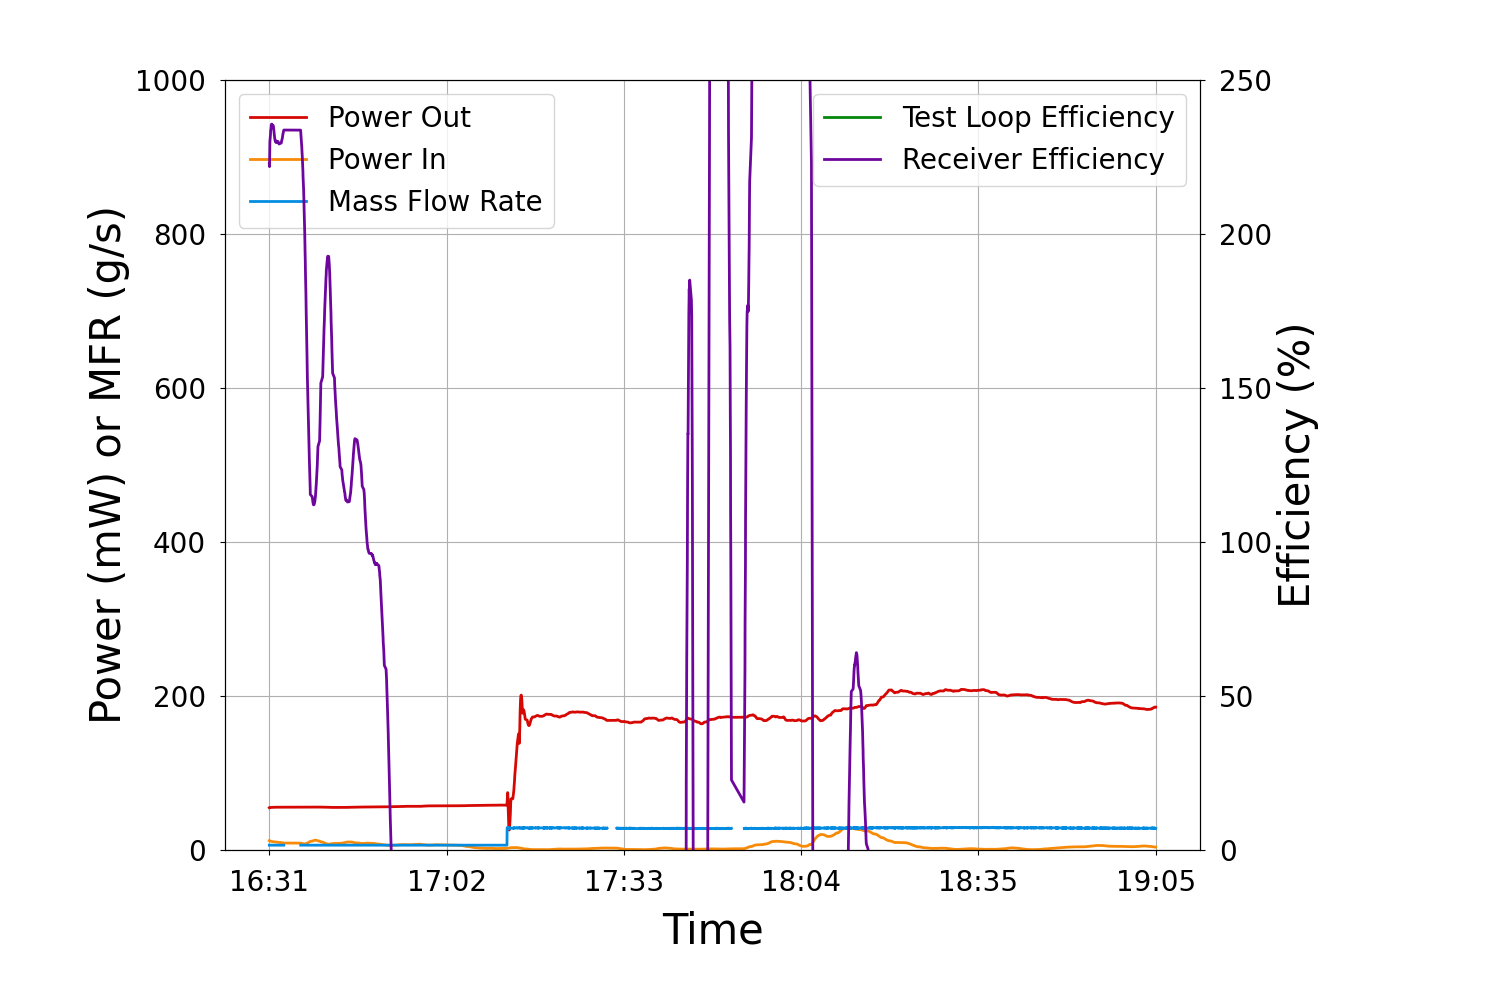 1000
800
600
400
200
0
Power (mW) or MFR (g/s)
Power Out
Power In
Mass Flow Rate
Test Loop Efficiency
Receiver Efficiency
250
200
150
100
50
0
Efficiency (%)
16:31 17:02 17:33 18:04 18:35 19:05
Time